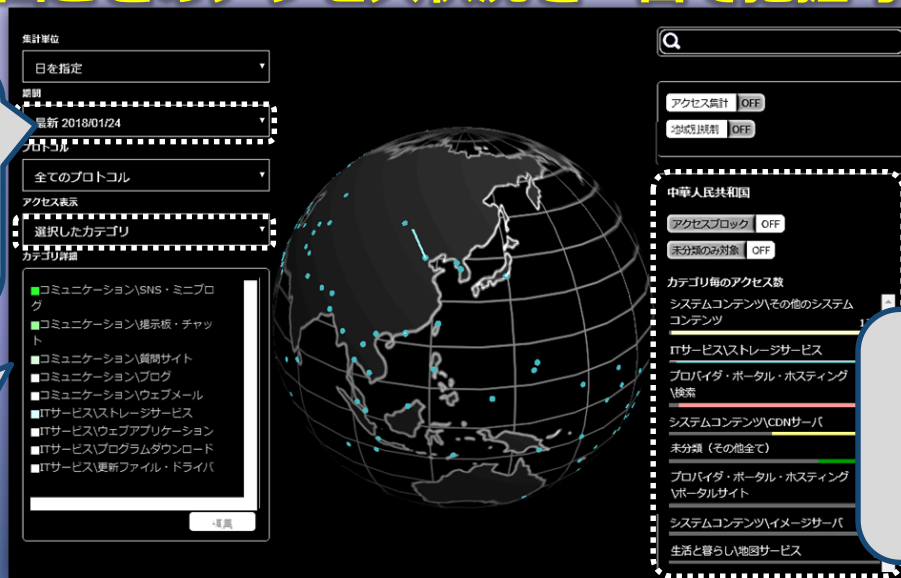 集計単位
日を指定
期間
最新 2018/01/24
プロトコル
全てのプロトコル
アクセス表示
選択したカテゴリ
カテゴリ詳細
■コミュニケーション\SNS・ミニブロ
グ
■コミュニケーション\掲示板・チャッ
ト
■コミュニケーション\質問サイト
■コミュニケーション\ブログ
■コミュニケーション\ウェブメール
■ITサービス\ストレージサービス
■ITサービス\ウェブアプリケーション
■ITサービス\プログラムダウンロード
■ITサービス\更新ファイル・ドライバ
アクセス集計 OFF
地域別規制 OFF
中華人民共和国
アクセスブロック OFF
未分類のみ対象 OFF
カテゴリ毎のアクセス数
システムコンテンツ\その他のシステム
コンテンツ
ITサービス\ストレージサービス
プロバイダ・ポータル・ホスティング
\検索
システムコンテンツ\CDNサーバ
未分類（その他全て）
プロバイダ・ポータル・ホスティング
\ポータルサイト
システムコンテンツ\イメージサーバ
生活と暮らし\地図サービス